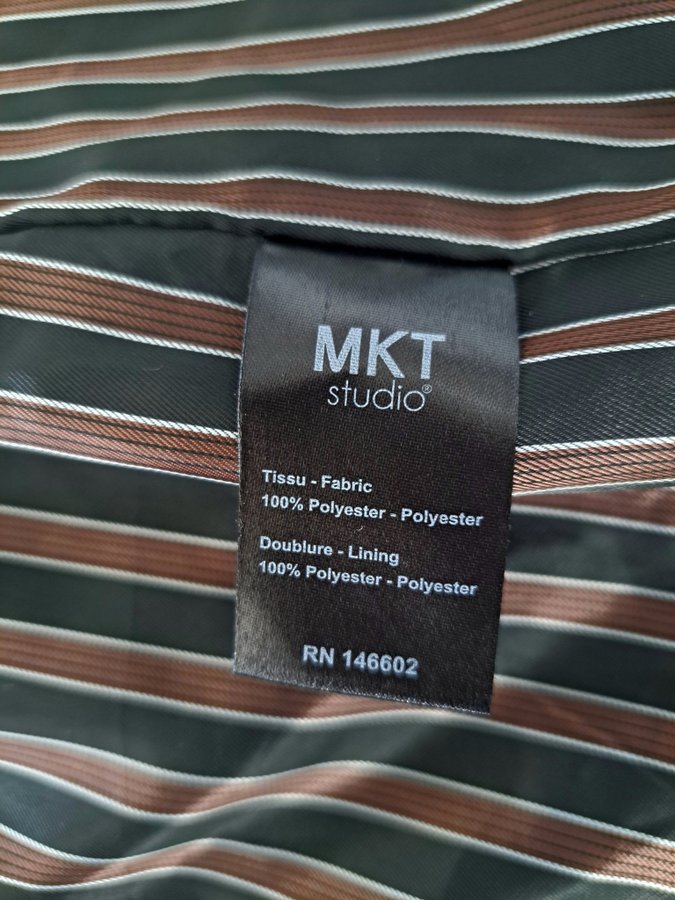 MKT
studio®
Tissu - Fabric
100% Polyester - Polyester
Doublure - Lining
100% Polyester - Polyester
RN 146602